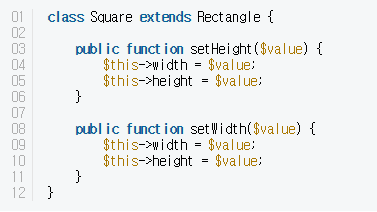 01 class Square extends Rectangle {
02
03     public function setHeight($value) {
04         $this->width = $value;
05         $this->height = $value;
06     }
07
08     public function setWidth($value) {
09         $this->width = $value;
10         $this->height = $value;
11     }
12 }